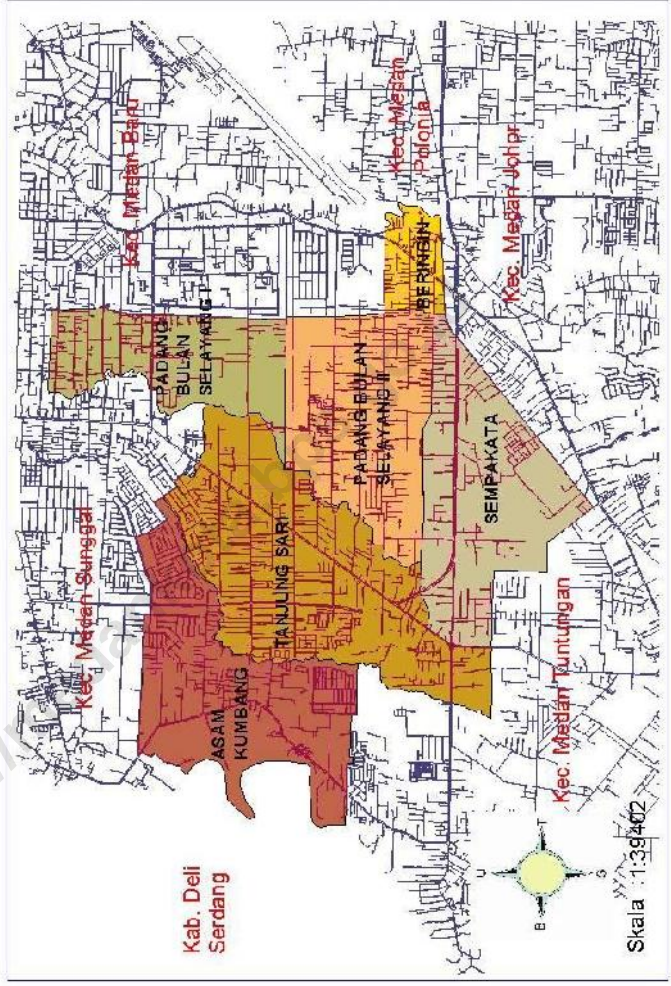 Kab. Deli
Serdang
Kec. Medan Sunggal
Kec. Medan Baru
ASAM
KUMBANG
PADANG
BULAN
SELAYANG I
TANJUNG SARI
PADANG BULAN
SELAYANG II
Kec. Medan
Polonia
BERINGIN
SEMPAKATA
Kec. Medan Johor
Kec. Medan Tuntungan
U
B
T
S
Skala : 1:39402